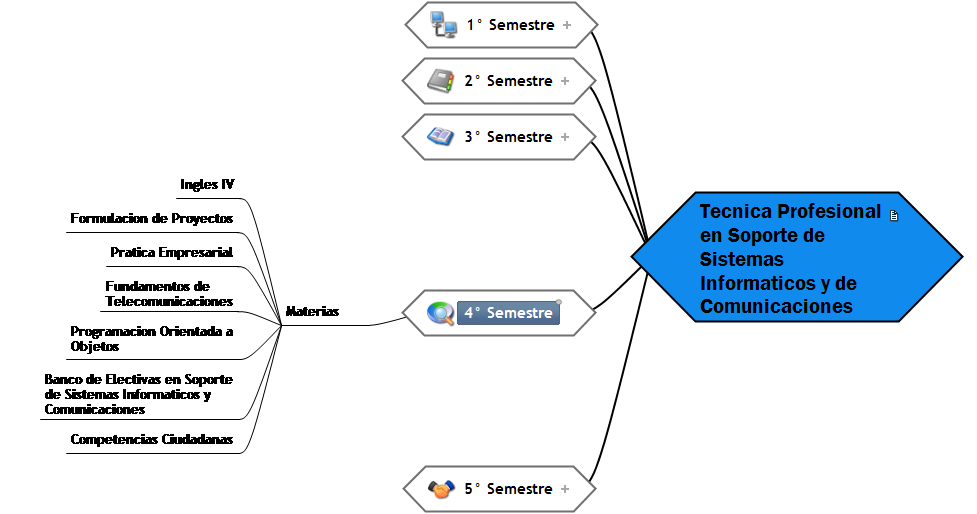 1° Semestre
2° Semestre
3° Semestre
Ingles IV
Formulacion de Proyectos
Pratica Empresarial
Fundamentos de
Telecomunicaciones
Programacion Orientada a
Objetos
Banco de Electivas en Soporte
de Sistemas Informaticos y
Comunicaciones
Competencias Ciudadanas
Materias
4° Semestre
5° Semestre
Tecnica Profesional
en Soporte de
Sistemas
Informaticos y de
Comunicaciones